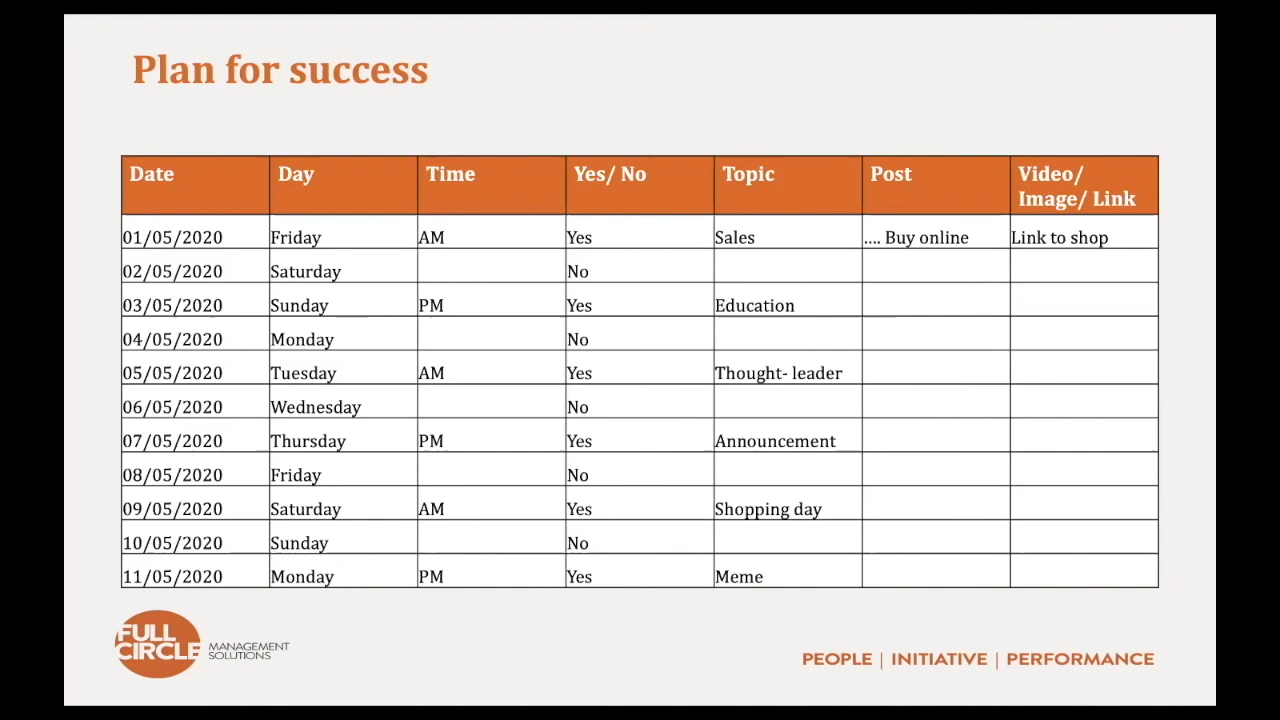 Plan for success
Date Day Time Yes/ No Topic Post Video/
Image/ Link
01/05/2020 Friday AM Yes Sales .... Buy online Link to shop
02/05/2020 Saturday No
03/05/2020 Sunday PM Yes Education
04/05/2020 Monday No
05/05/2020 Tuesday AM Yes Thought- leader
06/05/2020 Wednesday No
07/05/2020 Thursday PM Yes Announcement
08/05/2020 Friday No
09/05/2020 Saturday AM Yes Shopping day
10/05/2020 Sunday No
11/05/2020 Monday PM Yes Meme
FULL
CIRCLE
MANAGEMENT
SOLUTIONS
PEOPLE | INITIATIVE | PERFORMANCE